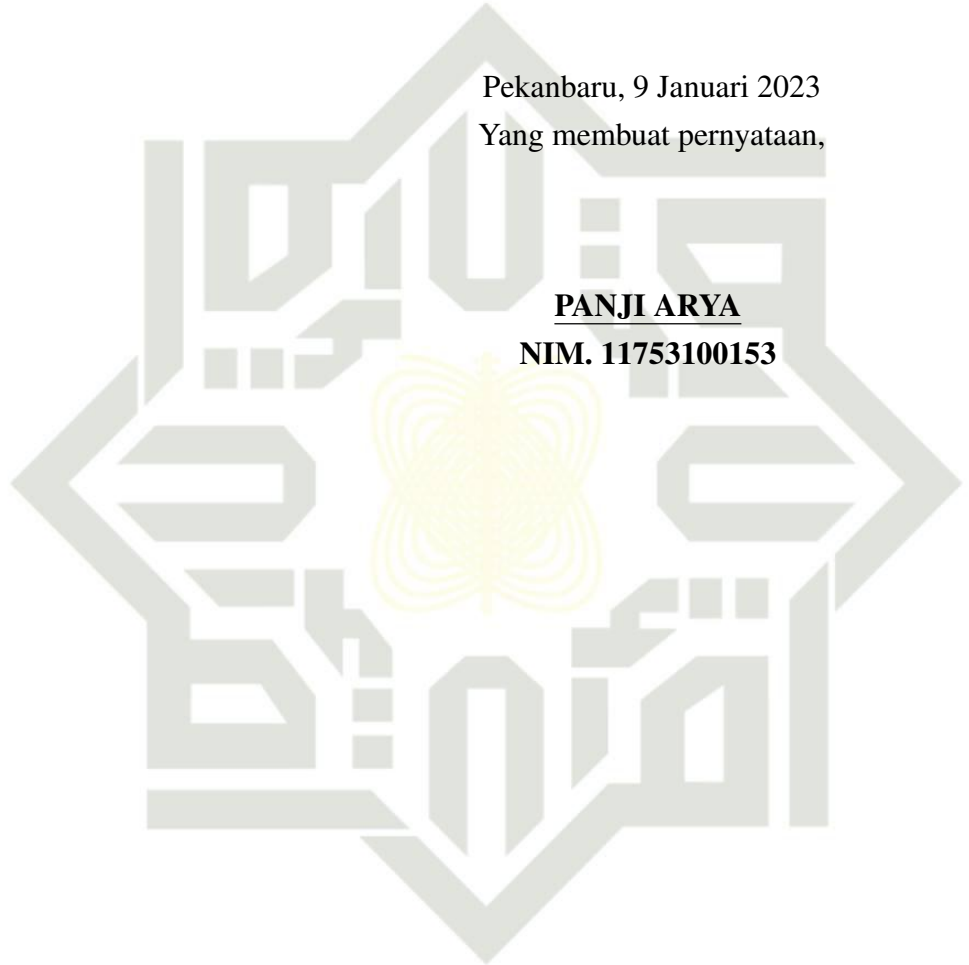 Pekanbaru, 9 Januari 2023
Yang membuat pernyataan,
PANJI ARYA
NIM. 11753100153